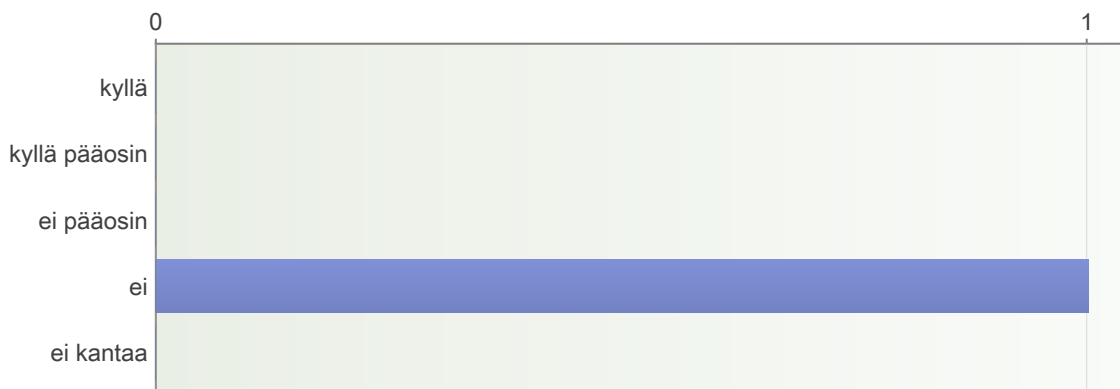 0 1
kyllä
kyllä pääosin
ei pääosin
ei
ei kantaa